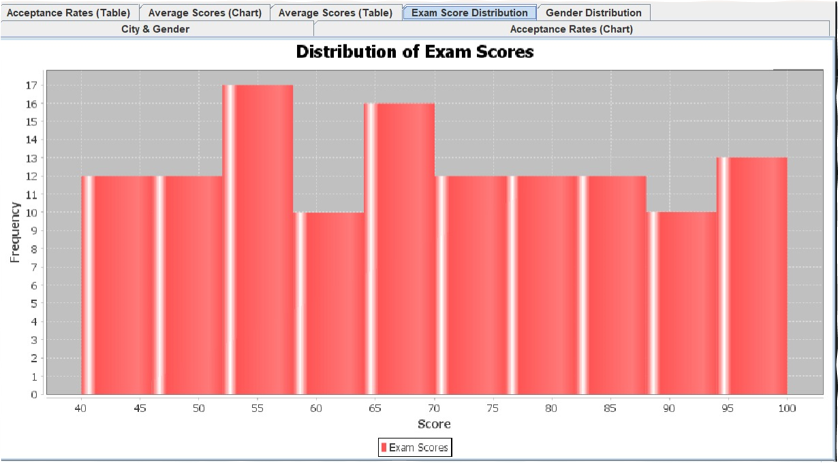 Acceptance Rates (Table) Average Scores (Chart) Average Scores (Table) Exam Score Distribution Gender Distribution
City & Gender Acceptance Rates (Chart)
Distribution of Exam Scores
17
16
15
14
13
12
11
10
9
8
7
6
5
4
3
2
1
0
Frequency
40 45 50 55 60 65 70 75 80 85 90 95 100
Score
Exam Scores